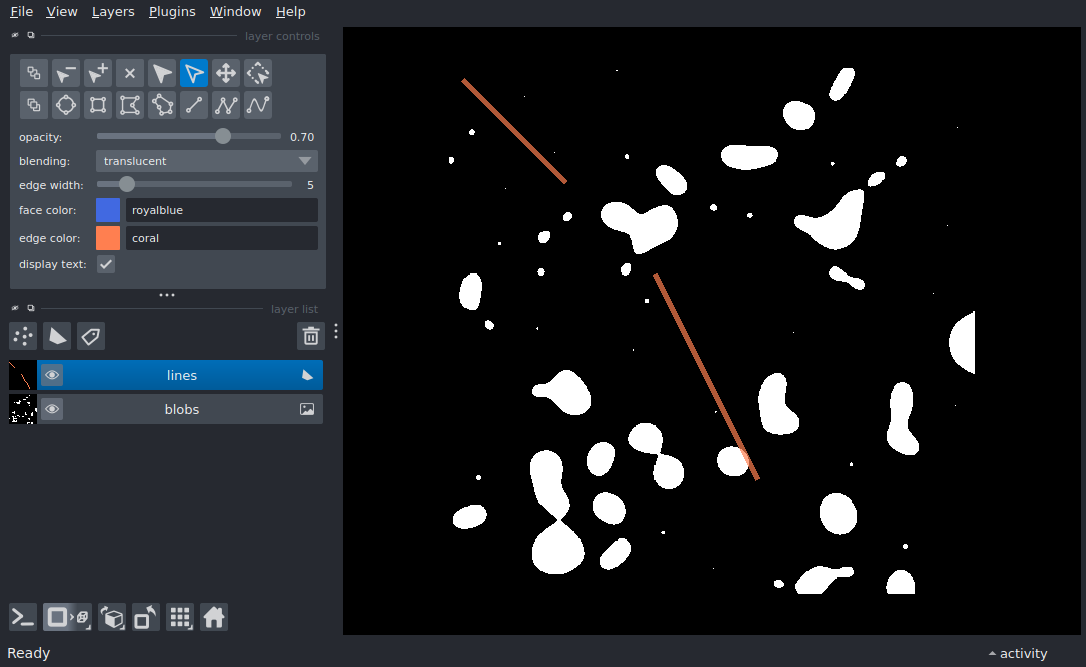 File View Layers Plugins Window Help
layer controls
opacity: 0.70
blending: translucent
edge width: 5
face color: royalblue
edge color: coral
display text:
layer list
lines
blobs
Ready
activity